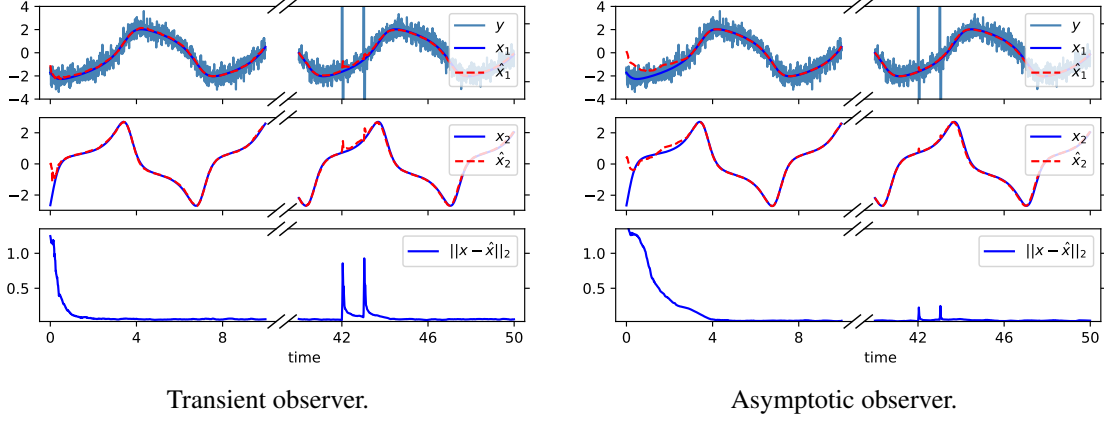 4
2
0
−2
−4
y
x₁
x̂₁
2
0
−2
x₂
x̂₂
1.0
0.5
||x − x̂||₂
0 4 8 42 46 50
time
Transient observer.
4
2
0
−2
−4
y
x₁
x̂₁
2
0
−2
x₂
x̂₂
1.0
0.5
||x − x̂||₂
0 4 8 42 46 50
time
Asymptotic observer.